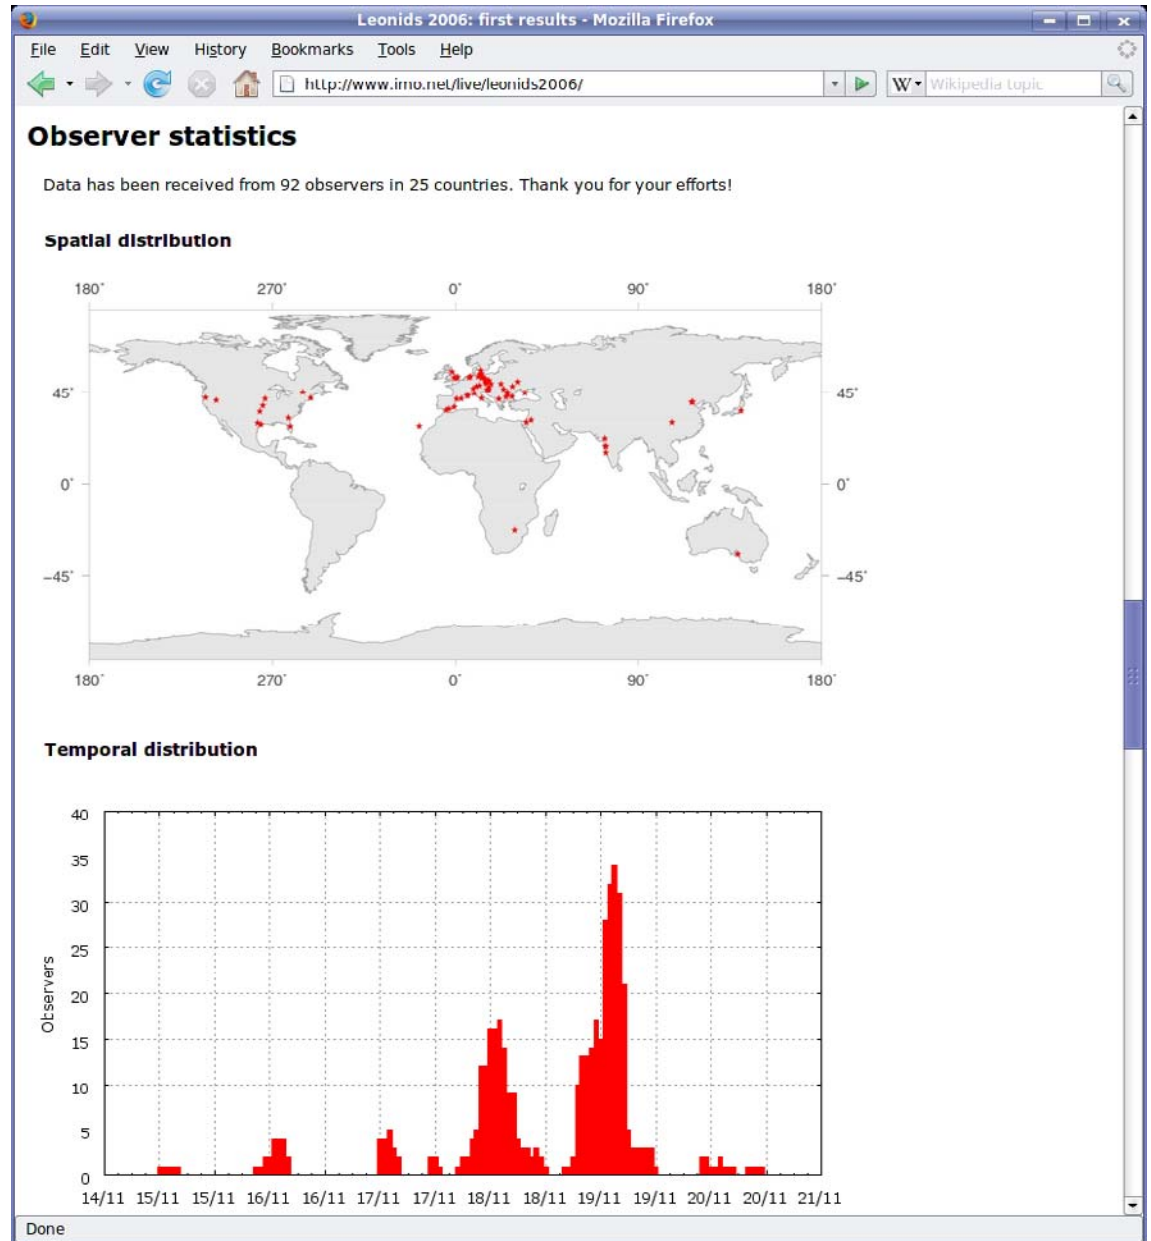 Leonids 2006: first results - Mozilla Firefox
File Edit View History Bookmarks Tools Help
http://www.imo.net/live/leonids2006/ W Wikipedia topic
Observer statistics
Data has been received from 92 observers in 25 countries. Thank you for your efforts!
Spatial distribution
180° 270° 0° 90° 180°
45° 45°
0° 0°
−45° −45°
180° 270° 0° 90° 180°
Temporal distribution
40
35
30
25
20
15
10
5
0
Observers
14/11 15/11 15/11 16/11 16/11 17/11 17/11 18/11 18/11 19/11 19/11 20/11 20/11 21/11
Done